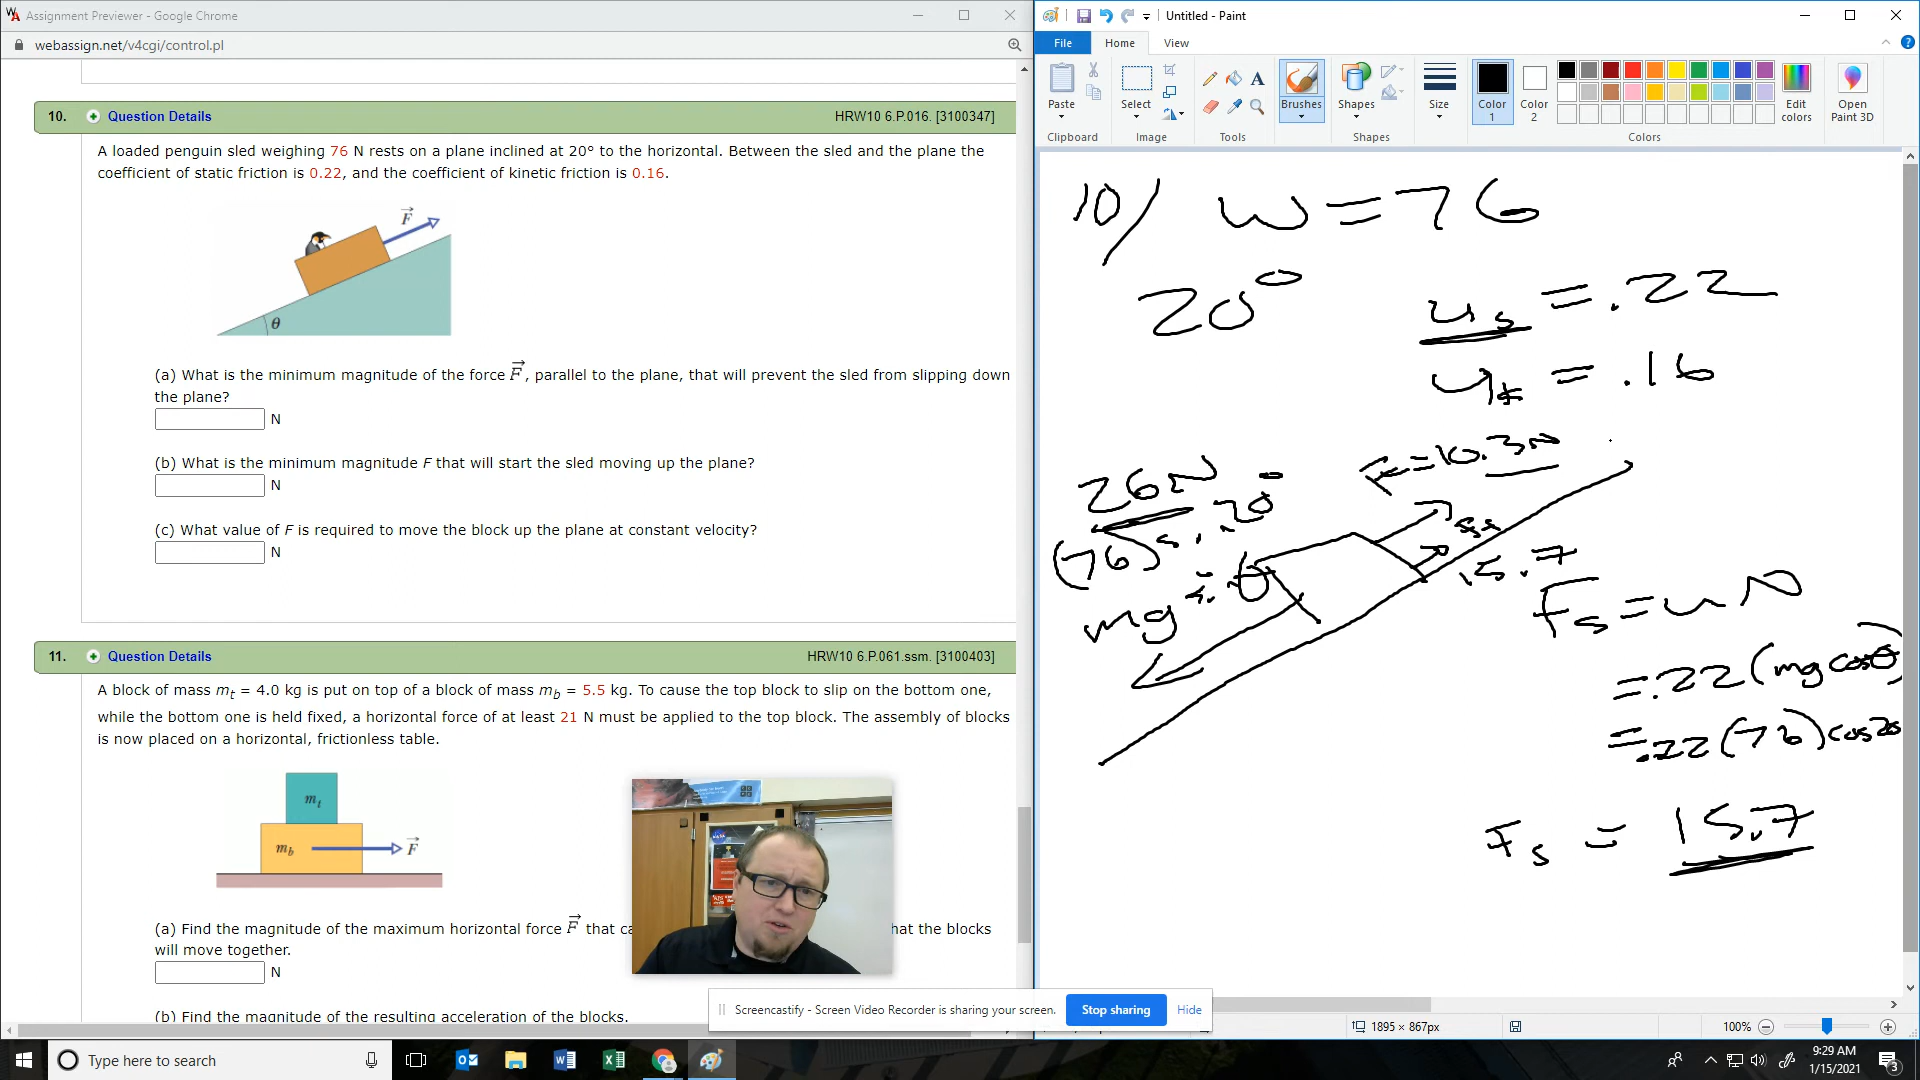 Assignment Previewer - Google Chrome
webassign.net/v4cgi/control.pl
10. Question Details HRW10 6.P.016. [3100347]
A loaded penguin sled weighing 76 N rests on a plane inclined at 20° to the horizontal. Between the sled and the plane the
coefficient of static friction is 0.22, and the coefficient of kinetic friction is 0.16.
F
θ
(a) What is the minimum magnitude of the force F, parallel to the plane, that will prevent the sled from slipping down
the plane?
N
(b) What is the minimum magnitude F that will start the sled moving up the plane?
N
(c) What value of F is required to move the block up the plane at constant velocity?
N
11. Question Details HRW10 6.P.061.ssm. [3100403]
A block of mass mt = 4.0 kg is put on top of a block of mass mb = 5.5 kg. To cause the top block to slip on the bottom one,
while the bottom one is held fixed, a horizontal force of at least 21 N must be applied to the top block. The assembly of blocks
is now placed on a horizontal, frictionless table.
mt
mb
F
(a) Find the magnitude of the maximum horizontal force F that ca
hat the blocks
will move together.
N
(b) Find the magnitude of the resulting acceleration of the blocks.
Untitled - Paint
File Home View
Paste
Select
Brushes
Shapes
Size
Color 1
Color 2
Edit colors
Open Paint 3D
Clipboard Image Tools Shapes Colors
10/ W = 76
20° us = .22
uk = .16
F = 10.3N
26N
(76) sin 20°
mg sin θ
fs
15.7
Fs = uN
= .22 (mg cosθ)
= .22 (76) cos20
Fs = 15.7
Screencastify - Screen Video Recorder is sharing your screen.
Stop sharing
Hide
1895 × 867px
100%
Type here to search
9:29 AM
1/15/2021
3